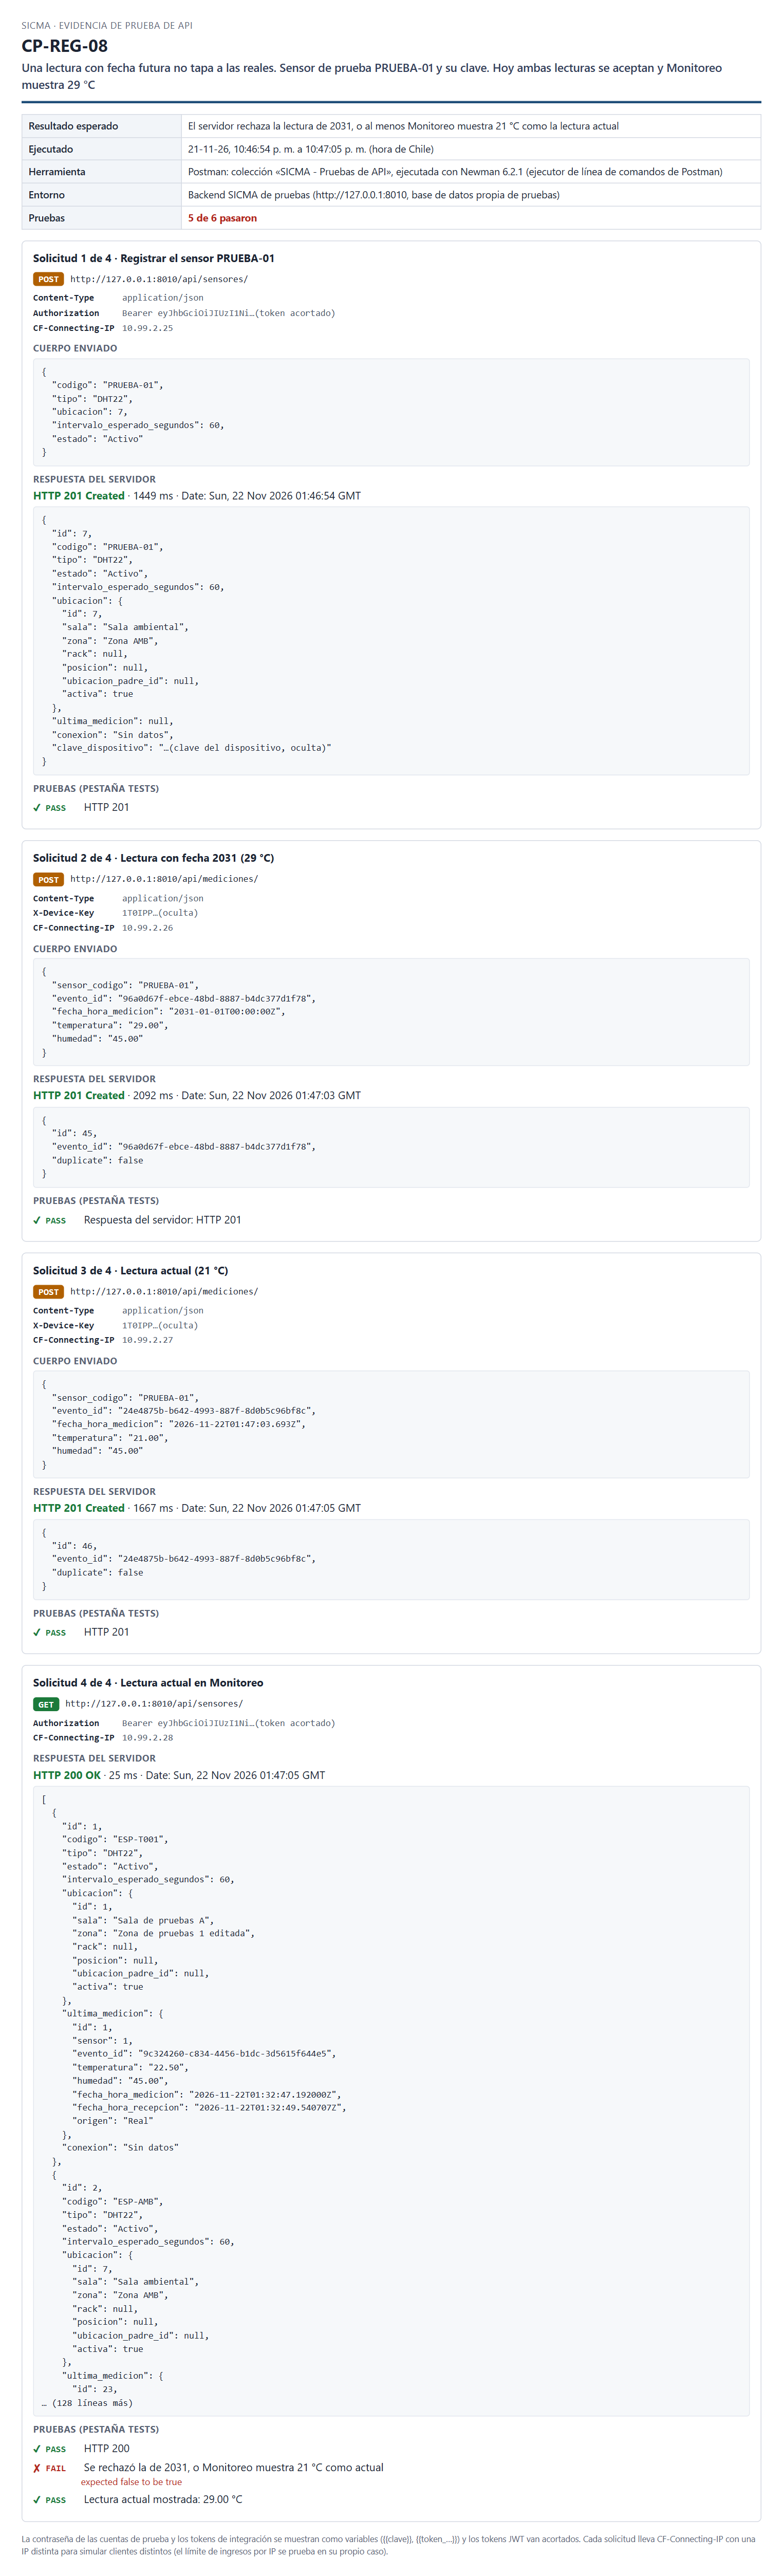 SICMA · EVIDENCIA DE PRUEBA DE API
CP-REG-08
Una lectura con fecha futura no tapa a las reales. Sensor de prueba PRUEBA-01 y su clave. Hoy ambas lecturas se aceptan y Monitoreo
muestra 29 °C
Resultado esperado El servidor rechaza la lectura de 2031, o al menos Monitoreo muestra 21 °C como la lectura actual
Ejecutado 21-11-26, 10:46:54 p. m. a 10:47:05 p. m. (hora de Chile)
Herramienta Postman: colección «SICMA - Pruebas de API», ejecutada con Newman 6.2.1 (ejecutor de línea de comandos de Postman)
Entorno Backend SICMA de pruebas (http://127.0.0.1:8010, base de datos propia de pruebas)
Pruebas 5 de 6 pasaron
Solicitud 1 de 4 · Registrar el sensor PRUEBA-01
POST http://127.0.0.1:8010/api/sensores/
Content-Type application/json
Authorization Bearer eyJhbGciOiJIUzI1Ni…(token acortado)
CF-Connecting-IP 10.99.2.25
CUERPO ENVIADO
{
"codigo": "PRUEBA-01",
"tipo": "DHT22",
"ubicacion": 7,
"intervalo_esperado_segundos": 60,
"estado": "Activo"
}
RESPUESTA DEL SERVIDOR
HTTP 201 Created · 1449 ms · Date: Sun, 22 Nov 2026 01:46:54 GMT
{
"id": 7,
"codigo": "PRUEBA-01",
"tipo": "DHT22",
"estado": "Activo",
"intervalo_esperado_segundos": 60,
"ubicacion": {
"id": 7,
"sala": "Sala ambiental",
"zona": "Zona AMB",
"rack": null,
"posicion": null,
"ubicacion_padre_id": null,
"activa": true
},
"ultima_medicion": null,
"conexion": "Sin datos",
"clave_dispositivo": "…(clave del dispositivo, oculta)"
}
PRUEBAS (PESTAÑA TESTS)
✔ PASS HTTP 201
Solicitud 2 de 4 · Lectura con fecha 2031 (29 °C)
POST http://127.0.0.1:8010/api/mediciones/
Content-Type application/json
X-Device-Key 1T0IPP…(oculta)
CF-Connecting-IP 10.99.2.26
CUERPO ENVIADO
{
"sensor_codigo": "PRUEBA-01",
"evento_id": "96a0d67f-ebce-48bd-8887-b4dc377d1f78",
"fecha_hora_medicion": "2031-01-01T00:00:00Z",
"temperatura": "29.00",
"humedad": "45.00"
}
RESPUESTA DEL SERVIDOR
HTTP 201 Created · 2092 ms · Date: Sun, 22 Nov 2026 01:47:03 GMT
{
"id": 45,
"evento_id": "96a0d67f-ebce-48bd-8887-b4dc377d1f78",
"duplicate": false
}
PRUEBAS (PESTAÑA TESTS)
✔ PASS Respuesta del servidor: HTTP 201
Solicitud 3 de 4 · Lectura actual (21 °C)
POST http://127.0.0.1:8010/api/mediciones/
Content-Type application/json
X-Device-Key 1T0IPP…(oculta)
CF-Connecting-IP 10.99.2.27
CUERPO ENVIADO
{
"sensor_codigo": "PRUEBA-01",
"evento_id": "24e4875b-b642-4993-887f-8d0b5c96bf8c",
"fecha_hora_medicion": "2026-11-22T01:47:03.693Z",
"temperatura": "21.00",
"humedad": "45.00"
}
RESPUESTA DEL SERVIDOR
HTTP 201 Created · 1667 ms · Date: Sun, 22 Nov 2026 01:47:05 GMT
{
"id": 46,
"evento_id": "24e4875b-b642-4993-887f-8d0b5c96bf8c",
"duplicate": false
}
PRUEBAS (PESTAÑA TESTS)
✔ PASS HTTP 201
Solicitud 4 de 4 · Lectura actual en Monitoreo
GET http://127.0.0.1:8010/api/sensores/
Authorization Bearer eyJhbGciOiJIUzI1Ni…(token acortado)
CF-Connecting-IP 10.99.2.28
RESPUESTA DEL SERVIDOR
HTTP 200 OK · 25 ms · Date: Sun, 22 Nov 2026 01:47:05 GMT
[
{
"id": 1,
"codigo": "ESP-T001",
"tipo": "DHT22",
"estado": "Activo",
"intervalo_esperado_segundos": 60,
"ubicacion": {
"id": 1,
"sala": "Sala de pruebas A",
"zona": "Zona de pruebas 1 editada",
"rack": null,
"posicion": null,
"ubicacion_padre_id": null,
"activa": true
},
"ultima_medicion": {
"id": 1,
"sensor": 1,
"evento_id": "9c324260-c834-4456-b1dc-3d5615f644e5",
"temperatura": "22.50",
"humedad": "45.00",
"fecha_hora_medicion": "2026-11-22T01:32:47.192000Z",
"fecha_hora_recepcion": "2026-11-22T01:32:49.540707Z",
"origen": "Real"
},
"conexion": "Sin datos"
},
{
"id": 2,
"codigo": "ESP-AMB",
"tipo": "DHT22",
"estado": "Activo",
"intervalo_esperado_segundos": 60,
"ubicacion": {
"id": 7,
"sala": "Sala ambiental",
"zona": "Zona AMB",
"rack": null,
"posicion": null,
"ubicacion_padre_id": null,
"activa": true
},
"ultima_medicion": {
"id": 23,
… (128 líneas más)
PRUEBAS (PESTAÑA TESTS)
✔ PASS HTTP 200
✘ FAIL Se rechazó la de 2031, o Monitoreo muestra 21 °C como actual
expected false to be true
✔ PASS Lectura actual mostrada: 29.00 °C
La contraseña de las cuentas de prueba y los tokens de integración se muestran como variables ({{clave}}, {{token_…}}) y los tokens JWT van acortados. Cada solicitud lleva CF-Connecting-IP con una
IP distinta para simular clientes distintos (el límite de ingresos por IP se prueba en su propio caso).